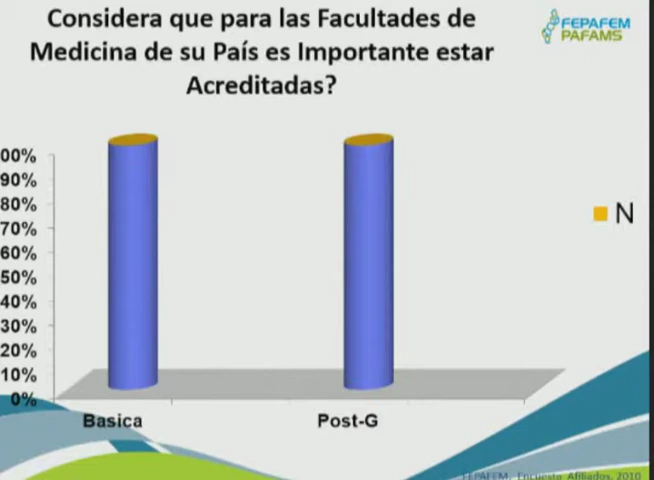 Considera que para las Facultades de
Medicina de su País es Importante estar
Acreditadas?
FEPAFEM
PAFAMS
00%
90%
80%
70%
60%
50%
40%
30%
20%
10%
0%
N
Basica
Post-G
FEPAFEM, Encuesta Afiliados, 2010